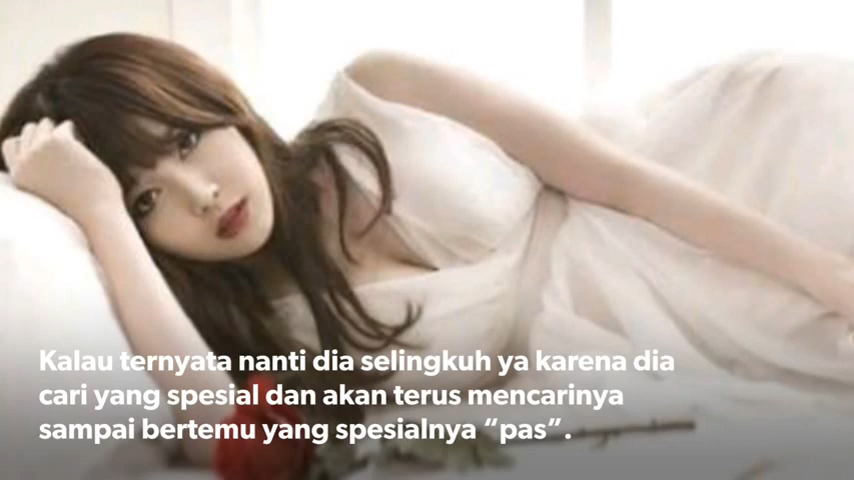 Kalau ternyata nanti dia selingkuh ya karena dia
cari yang spesial dan akan terus mencarinya
sampai bertemu yang spesialnya “pas”.